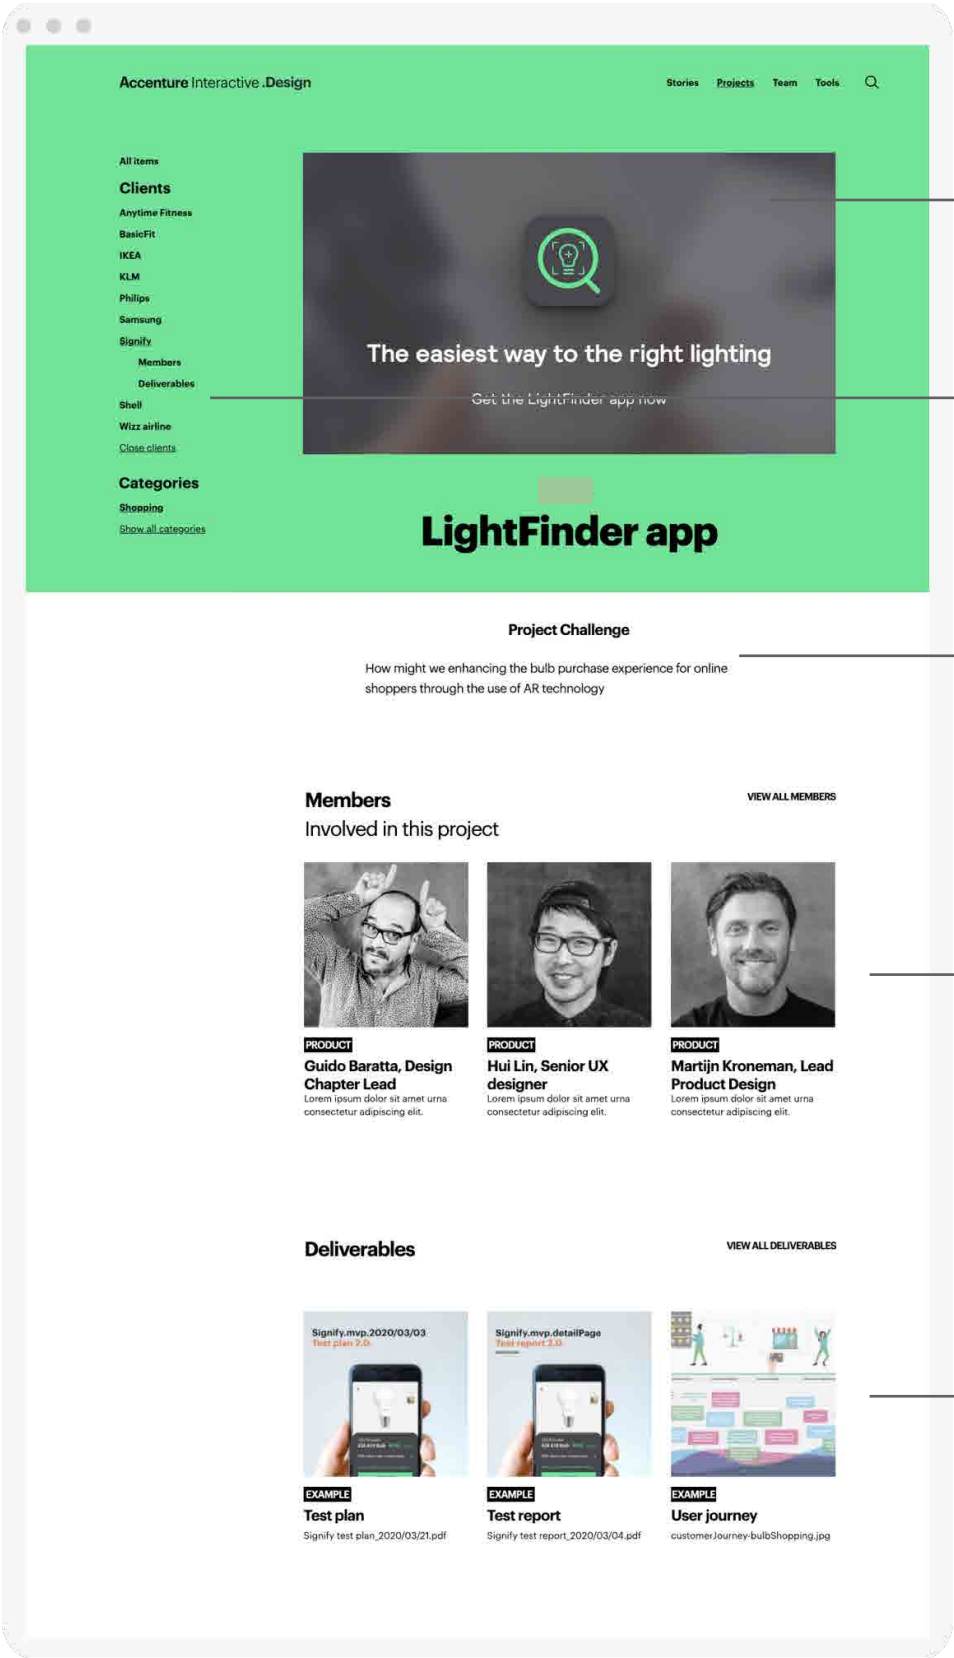 Accenture Interactive .Design
Stories Projects Team Tools
All items
Clients
Anytime Fitness
BasicFit
IKEA
KLM
Philips
Samsung
Signify
Members
Deliverables
Shell
Wizz airline
Close clients
Categories
Shopping
Show all categories
The easiest way to the right lighting
Get the LightFinder app now
LightFinder app
Project Challenge
How might we enhancing the bulb purchase experience for online
shoppers through the use of AR technology
Members
VIEW ALL MEMBERS
Involved in this project
PRODUCT
Guido Baratta, Design
Chapter Lead
Lorem ipsum dolor sit amet urna
consectetur adipiscing elit.
PRODUCT
Hui Lin, Senior UX
designer
Lorem ipsum dolor sit amet urna
consectetur adipiscing elit.
PRODUCT
Martijn Kroneman, Lead
Product Design
Lorem ipsum dolor sit amet urna
consectetur adipiscing elit.
Deliverables
VIEW ALL DELIVERABLES
Signify.mvp.2020/03/03
Test plan 2.0
EXAMPLE
Test plan
Signify test plan_2020/03/21.pdf
Signify.mvp.detailPage
Test report 2.0
EXAMPLE
Test report
Signify test report_2020/03/04.pdf
EXAMPLE
User journey
customerJourney-bulbShopping.jpg